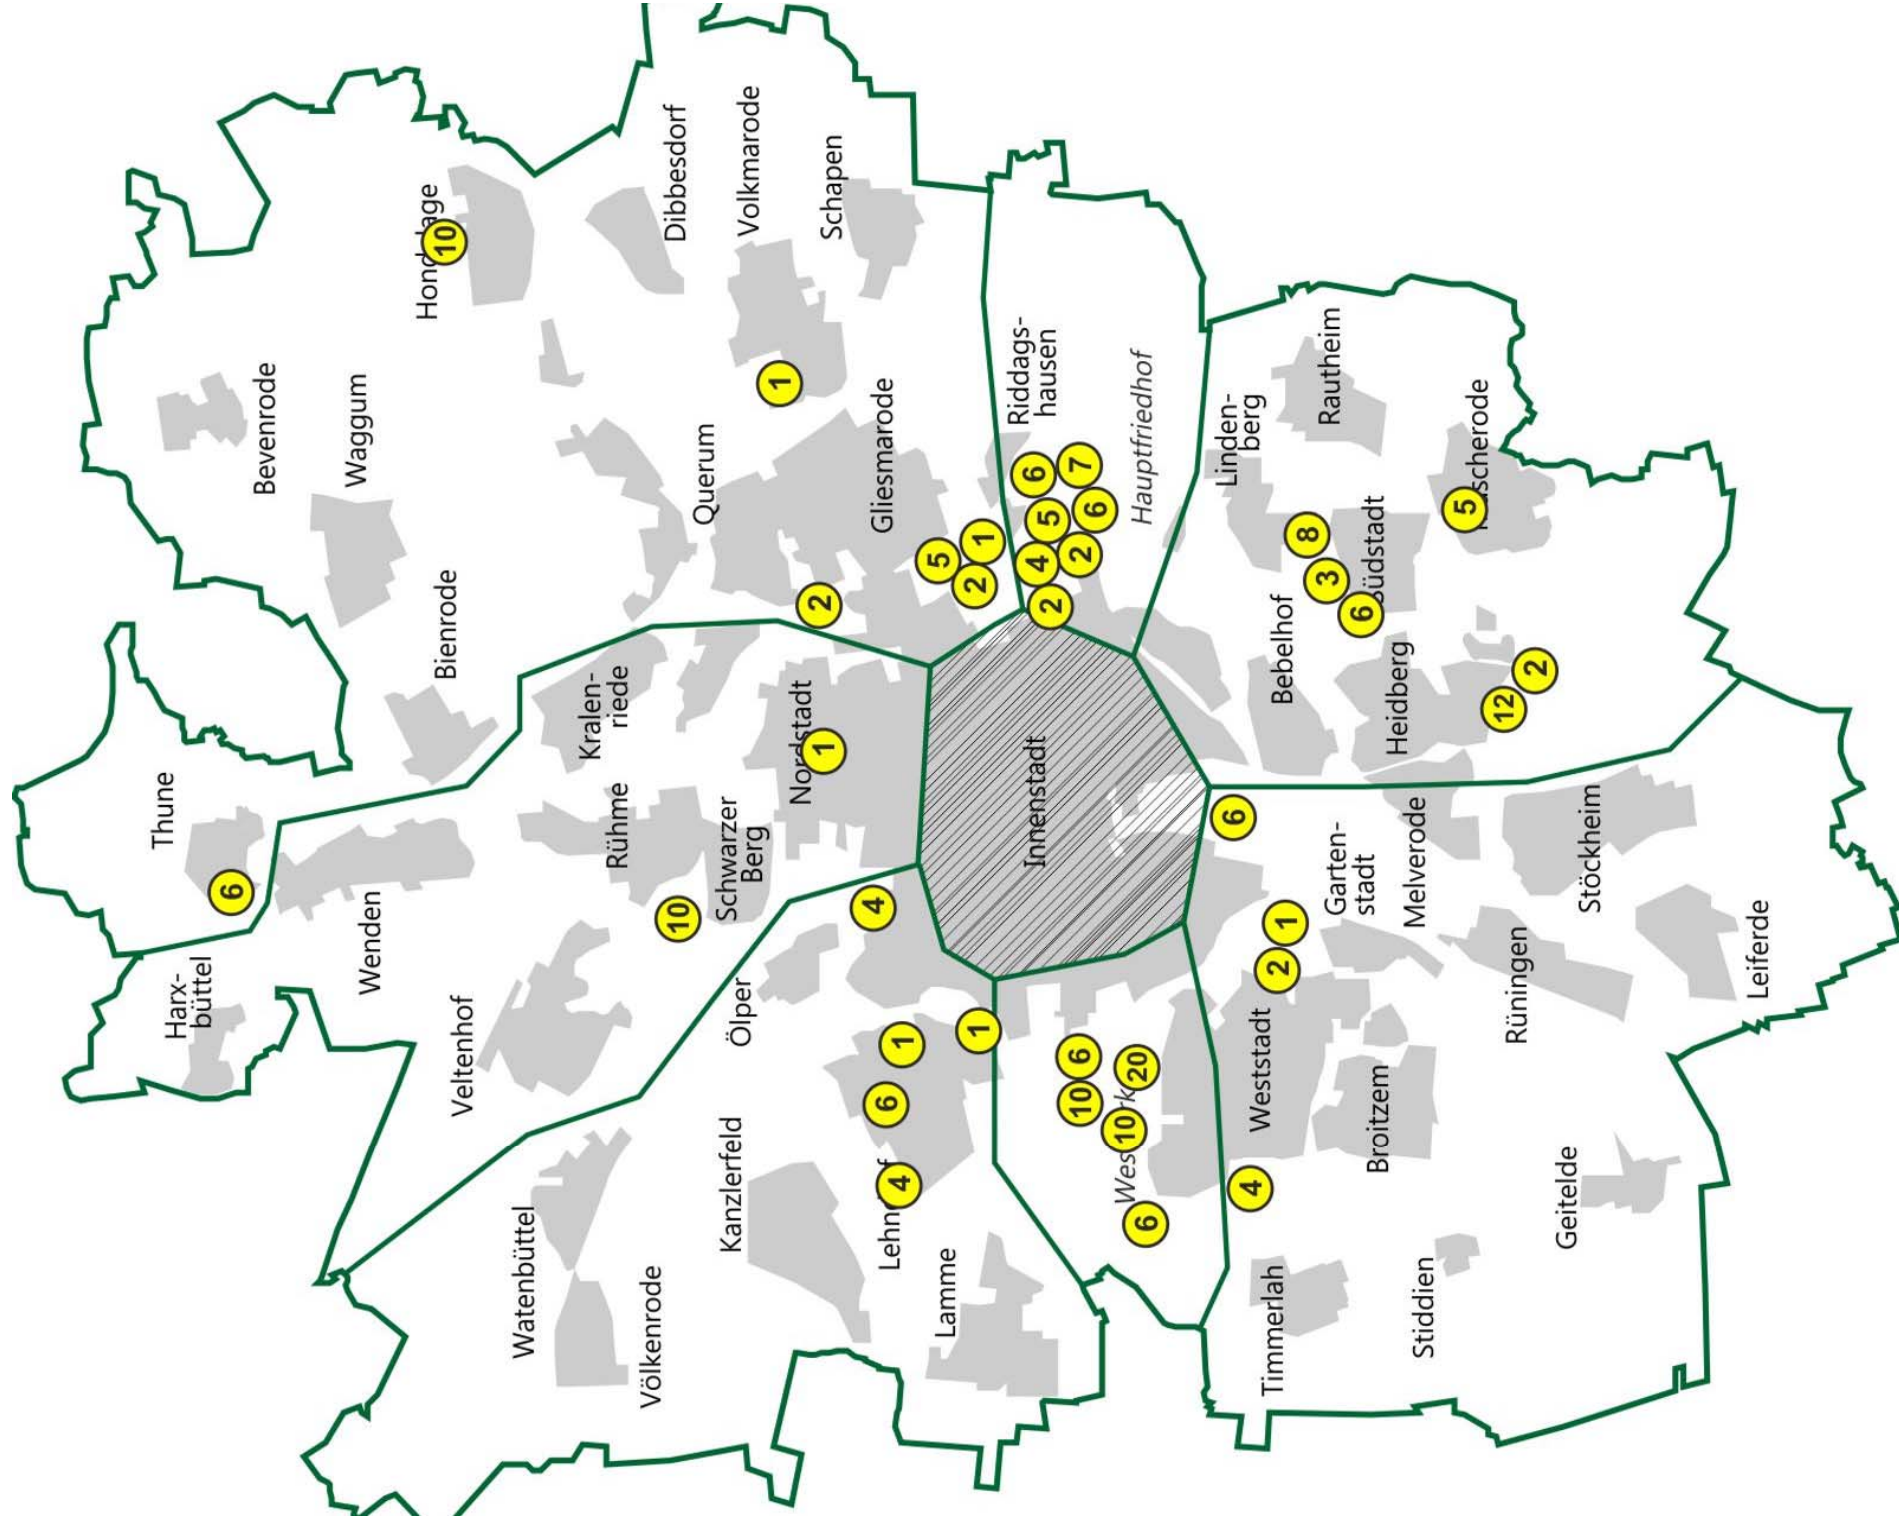 Thune
6
Harx-
büttel
Bevenrode
Waggum
Wenden
Hondelage
10
Bienrode
Veltenhof
Watenbüttel
Kralen-
riede
Rühme
Völkenrode
Dibbesdorf
Querum
10
Schwarzer
Berg
Ölper
Kanzlerfeld
Volkmarode
1
Nordstadt
1
2
Schapen
4
Gliesmarode
6
1
4
Lehndorf
Lamme
5
2
1
1
Riddags-
hausen
Innenstadt
6
5
4
2
7
6
2
6
10
20
10
Westpark
6
Hauptfriedhof
Linden-
berg
6
4
Weststadt
2
1
Timmerlah
Bebelhof
8
3
6
Südstadt
Rautheim
Garten-
stadt
Broitzem
Heidberg
Melverode
Stiddien
Mascherode
5
12
2
Rüningen
Geitelde
Stöckheim
Leiferde